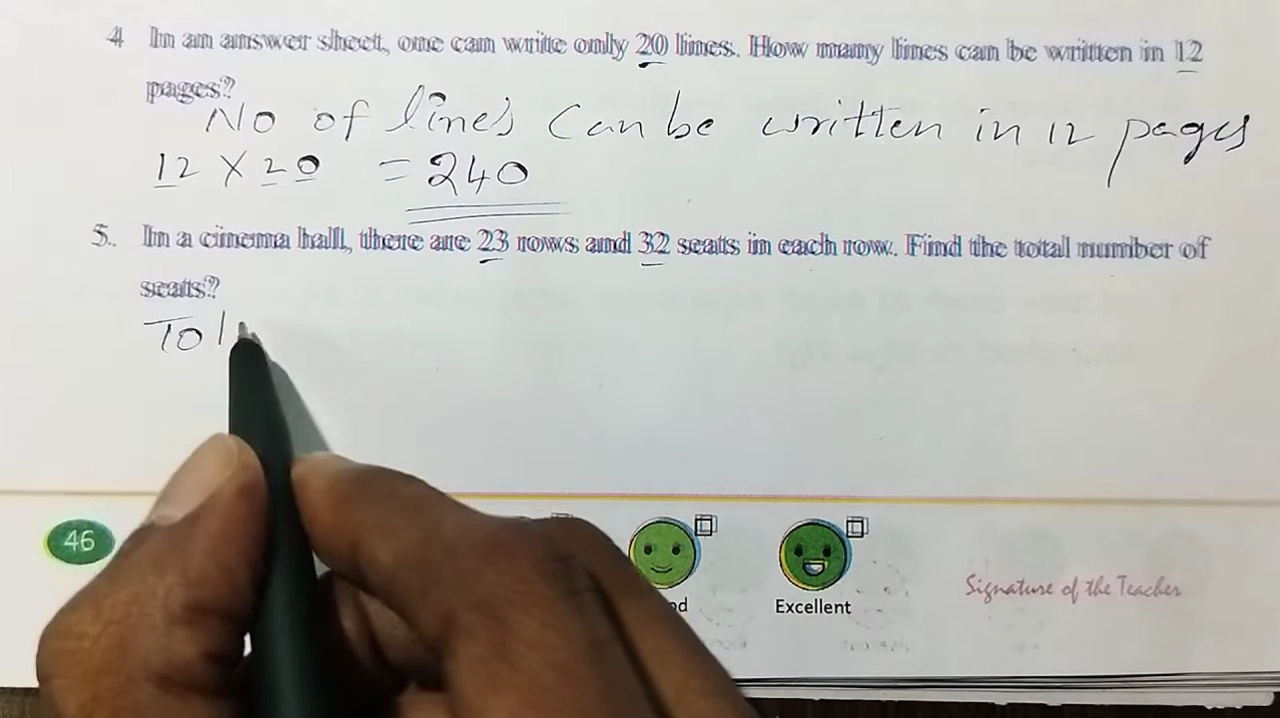 4 In an answer sheet, one can write only 20 lines. How many lines can be written in 12
pages?
No of lines can be written in 12 pages
12 X 20 = 240
5. In a cinema hall, there are 23 rows and 32 seats in each row. Find the total number of
seats?
To
46
Excellent
Signature of the Teacher